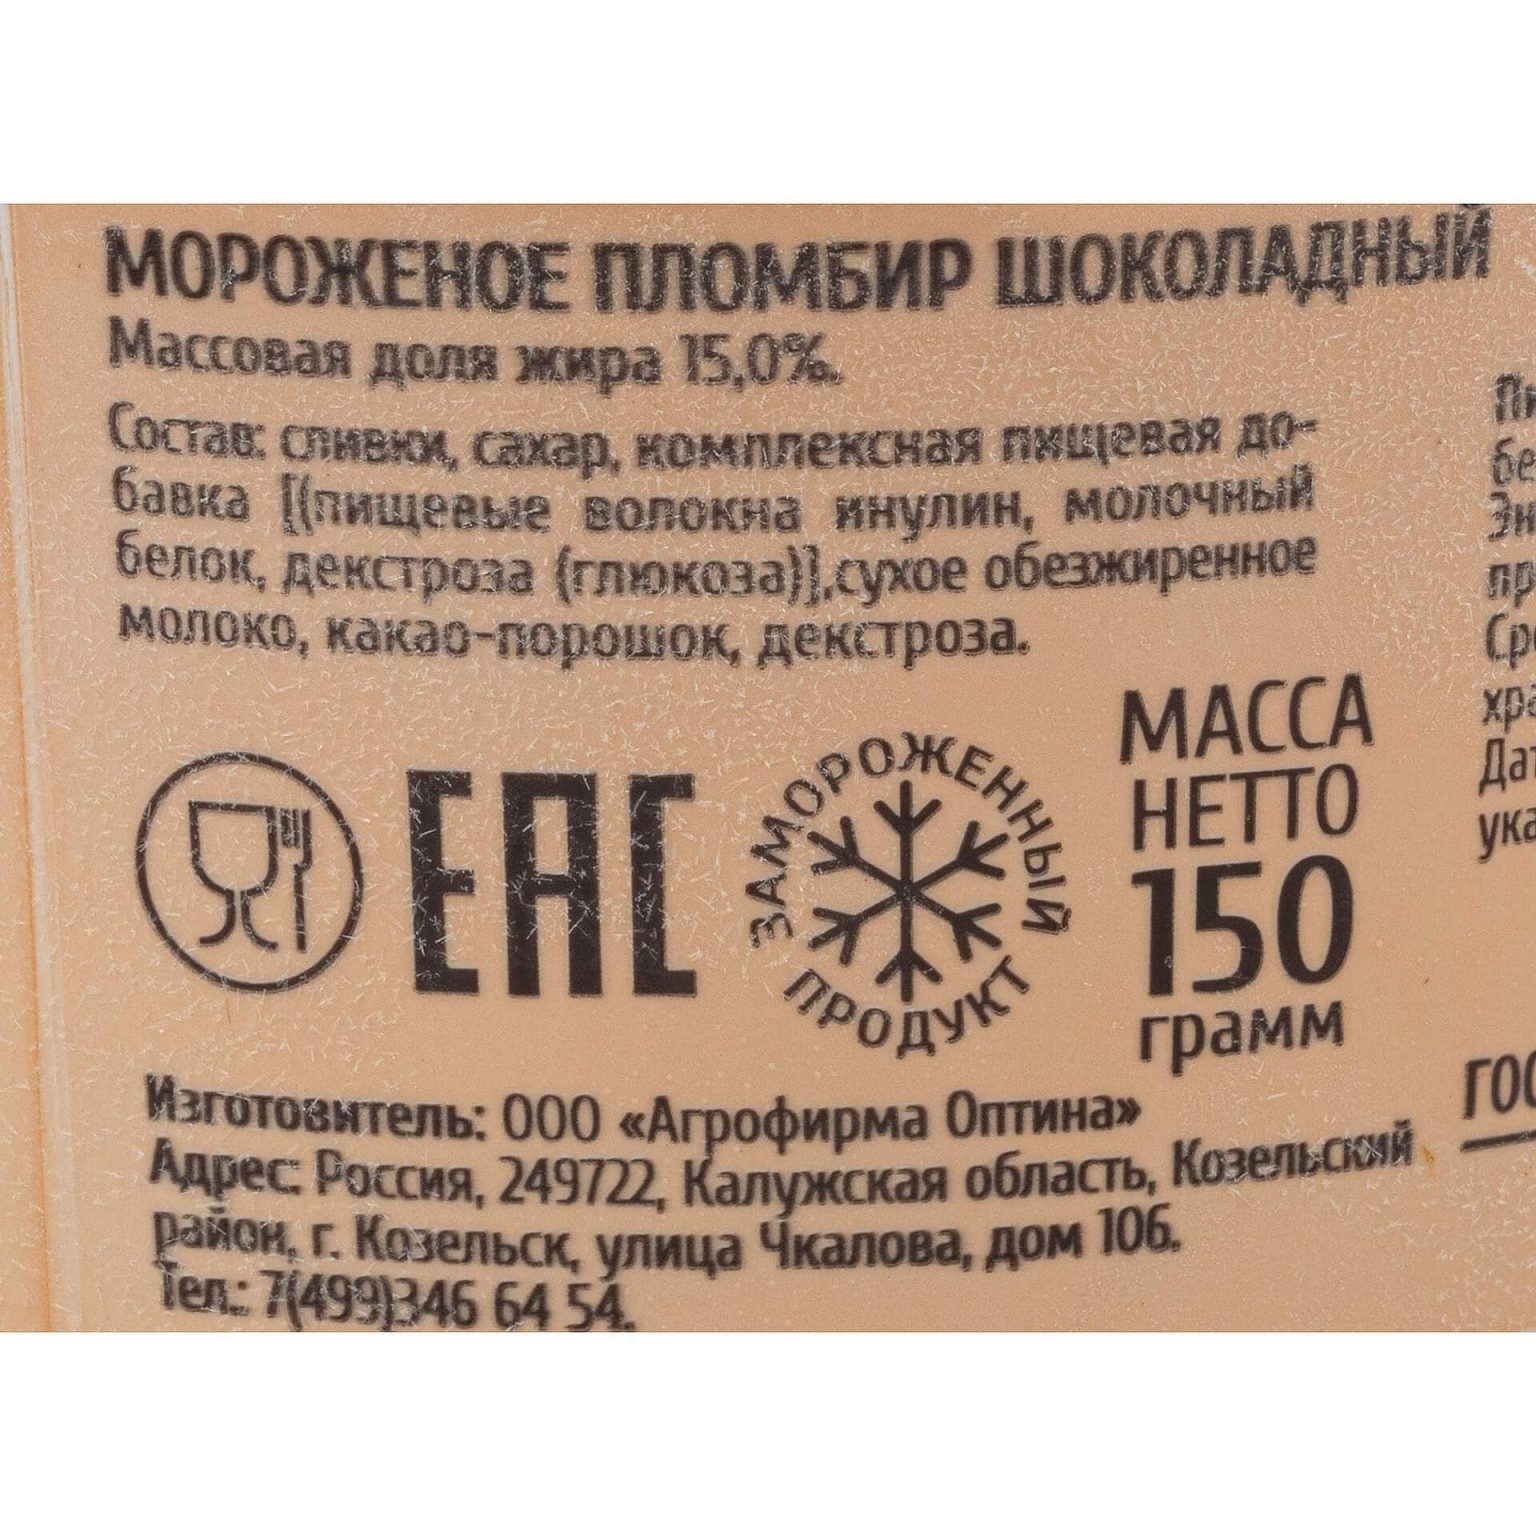 МОРОЖЕНОЕ ПЛОМБИР ШОКОЛАДНЫЙ
Массовая доля жира 15,0%.
Состав: сливки, сахар, комплексная пищевая до-
бавка [(пищевые волокна инулин, молочный
белок, декстроза (глюкоза)],сухое обезжиренное
молоко, какао-порошок, декстроза.
EAC
ЗАМОРОЖЕННЫЙ
ПРОДУКТ
МАССА
НЕТТО
150
грамм
Изготовитель: ООО «Агрофирма Оптина»
Адрес: Россия, 249722, Калужская область, Козельский
район, г. Козельск, улица Чкалова, дом 106.
Тел.: 7(499)346 64 54.